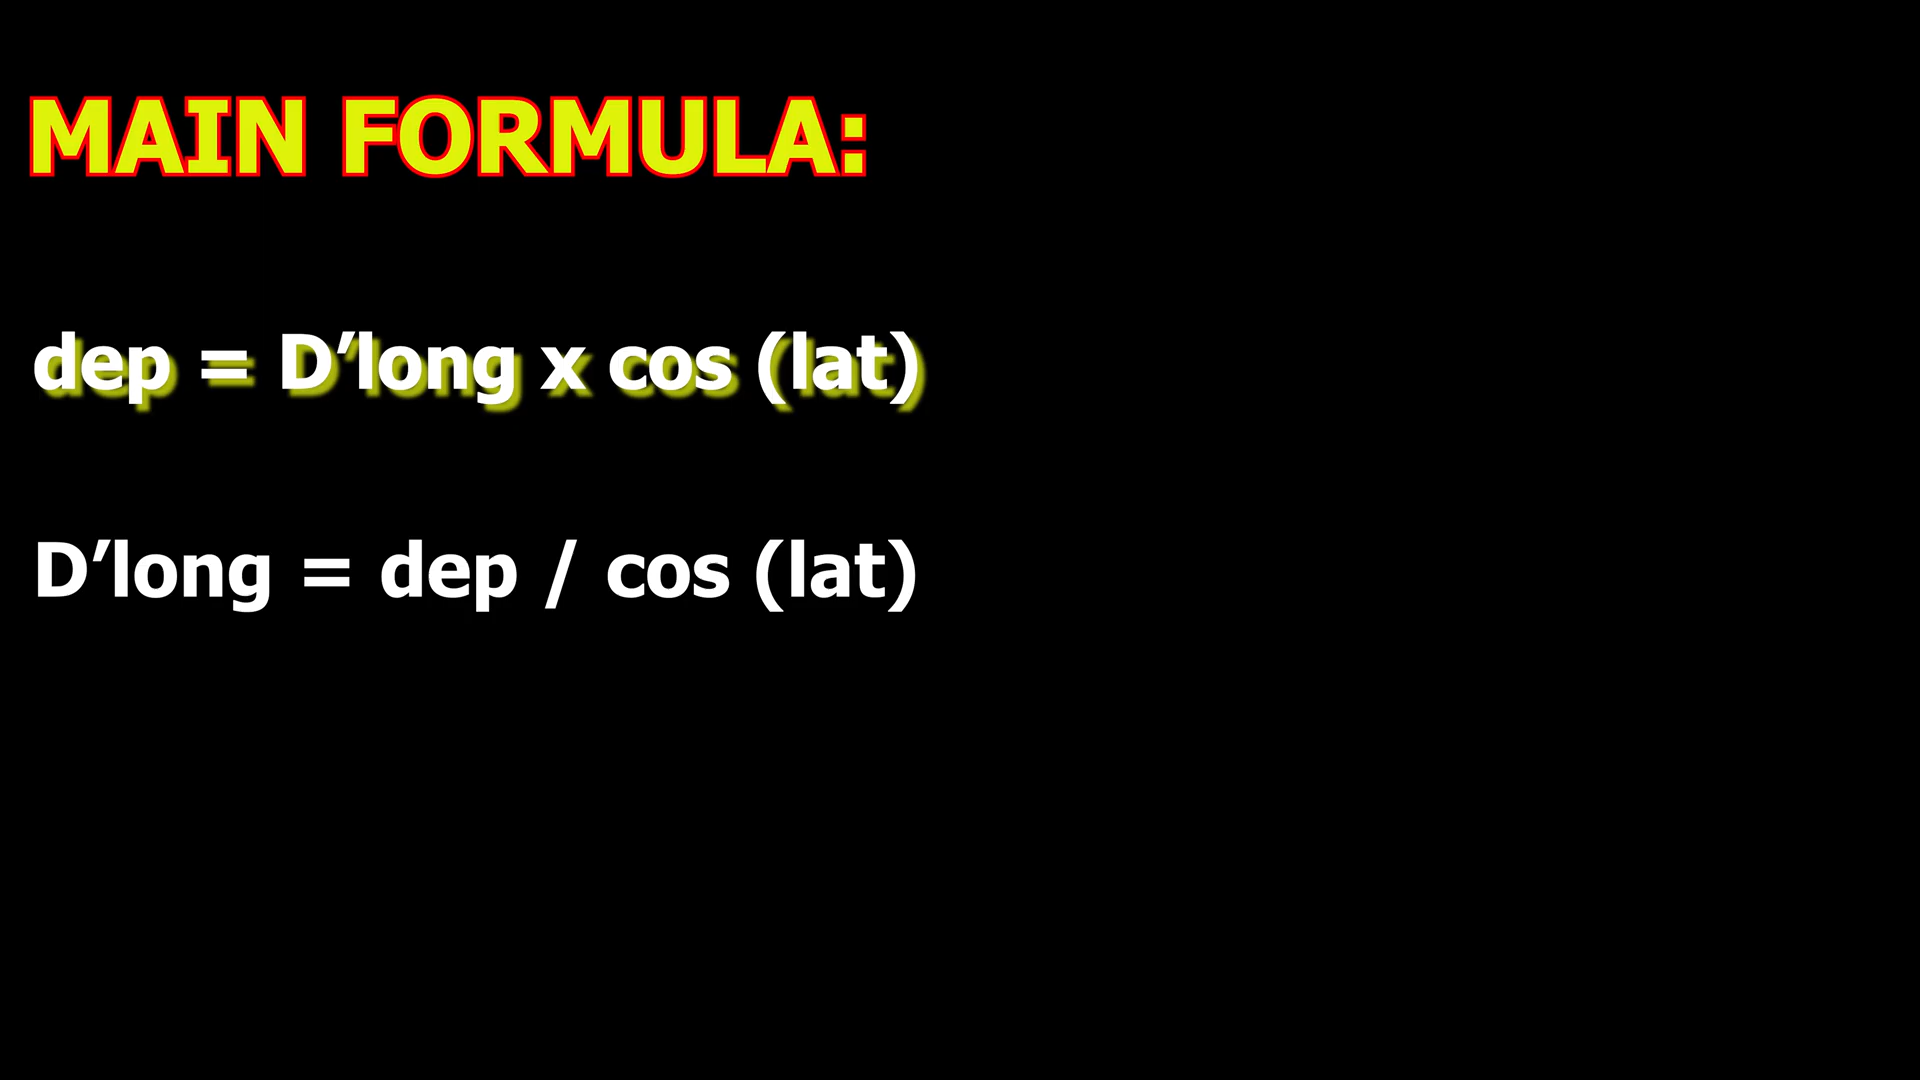 MAIN FORMULA:
dep = D’long x cos (lat)
D’long = dep / cos (lat)